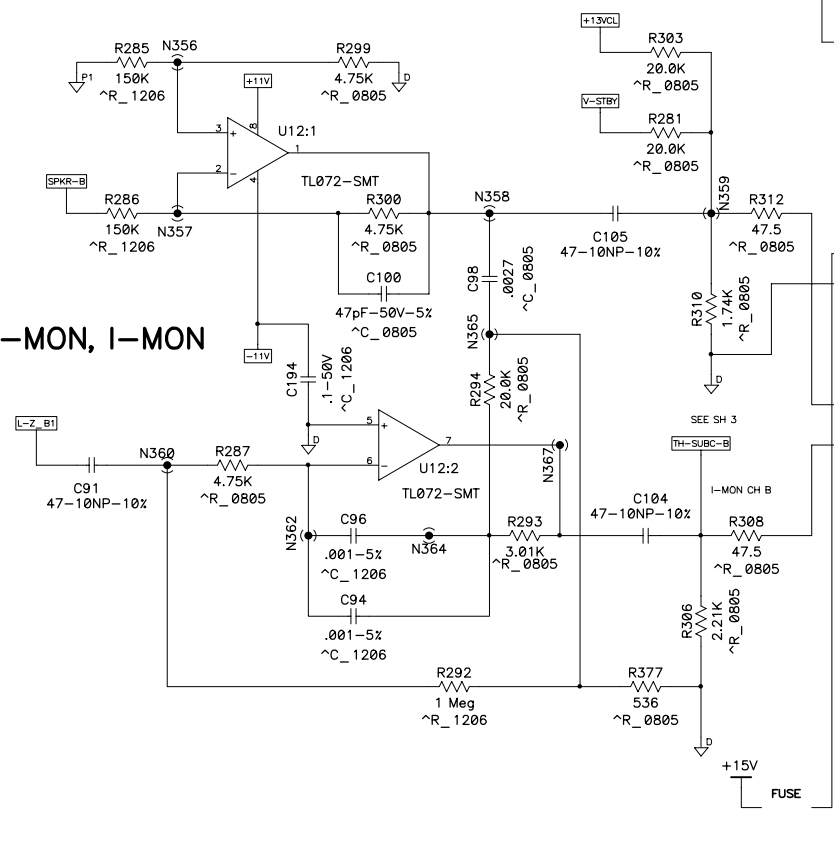 +13VCL
R303
20.0K
^R_0805
V-STBY
R281
20.0K
^R_0805
R285
150K
^R_1206
N356
R299
4.75K
^R_0805
P1
D
+11V
8
3
+
2
−
1
4
U12:1
TL072-SMT
SPKR-B
R286
150K
^R_1206
N357
R300
4.75K
^R_0805
C100
47pF-50V-5%
^C_0805
N358
C105
47-10NP-10%
N359
R312
47.5
^R_0805
C98
.0027
^C_0805
R310
1.74K
^R_0805
D
-MON, I-MON
-11V
C194
.1-50V
^C_1206
D
N365
R294
20.0K
^R_0805
SEE SH 3
TH-SUBC-B
L-Z_B1
C91
47-10NP-10%
N360
R287
4.75K
^R_0805
5
+
6
−
7
U12:2
TL072-SMT
N367
I-MON CH B
C104
47-10NP-10%
R308
47.5
^R_0805
N362
C96
.001-5%
^C_1206
N364
R293
3.01K
^R_0805
C94
.001-5%
^C_1206
R306
2.21K
^R_0805
R292
1 Meg
^R_1206
R377
536
^R_0805
D
+15V
FUSE